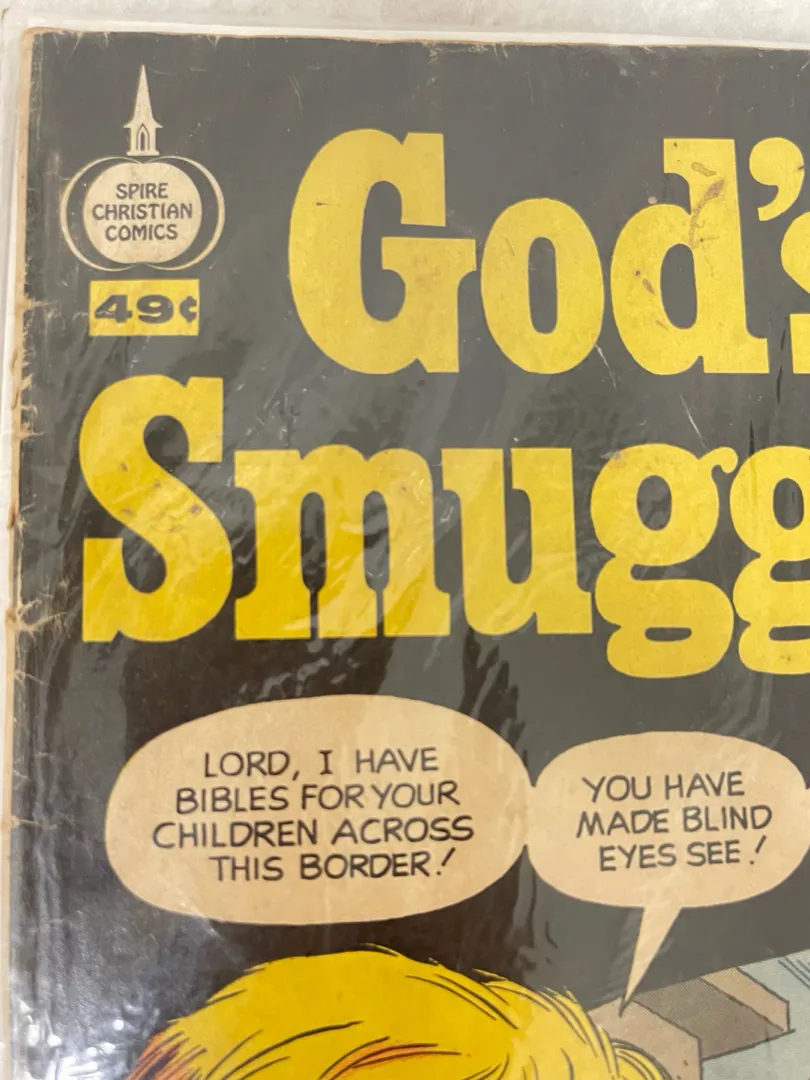 SPIRE
CHRISTIAN
COMICS
49¢
God's
Smugg
LORD, I HAVE
BIBLES FOR YOUR
CHILDREN ACROSS
THIS BORDER!
YOU HAVE
MADE BLIND
EYES SEE!